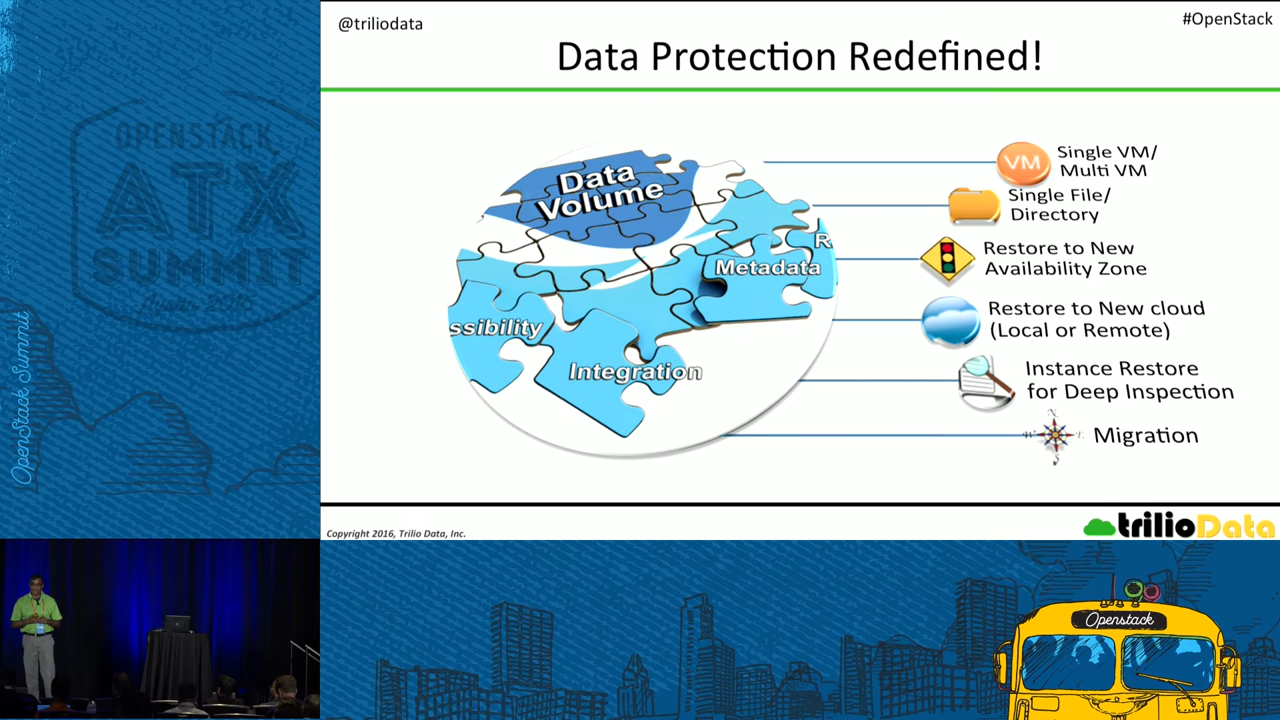 @triliodata
#OpenStack
Data Protection Redefined!
OPENSTACK
ATX
SUMMIT
OpenStack Summit
Data
Volume
R
Metadata
ssibility
Integration
VM
Single VM/
Multi VM
Single File/
Directory
Restore to New
Availability Zone
Restore to New cloud
(Local or Remote)
Instance Restore
for Deep Inspection
N
W
E
S
Migration
Copyright 2016, Trilio Data, Inc.
trilioData
Openstack